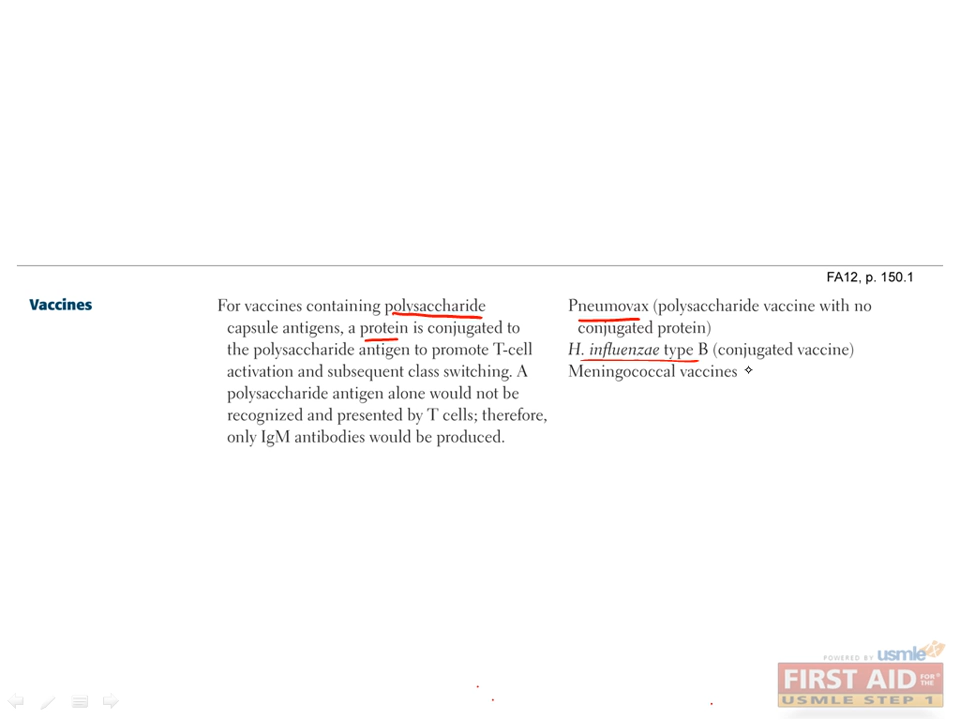 FA12, p. 150.1
Vaccines
For vaccines containing polysaccharide
capsule antigens, a protein is conjugated to
the polysaccharide antigen to promote T-cell
activation and subsequent class switching. A
polysaccharide antigen alone would not be
recognized and presented by T cells; therefore,
only IgM antibodies would be produced.
Pneumovax (polysaccharide vaccine with no
conjugated protein)
H. influenzae type B (conjugated vaccine)
Meningococcal vaccines
POWERED BY usmle
FIRST AID FOR THE
USMLE STEP 1